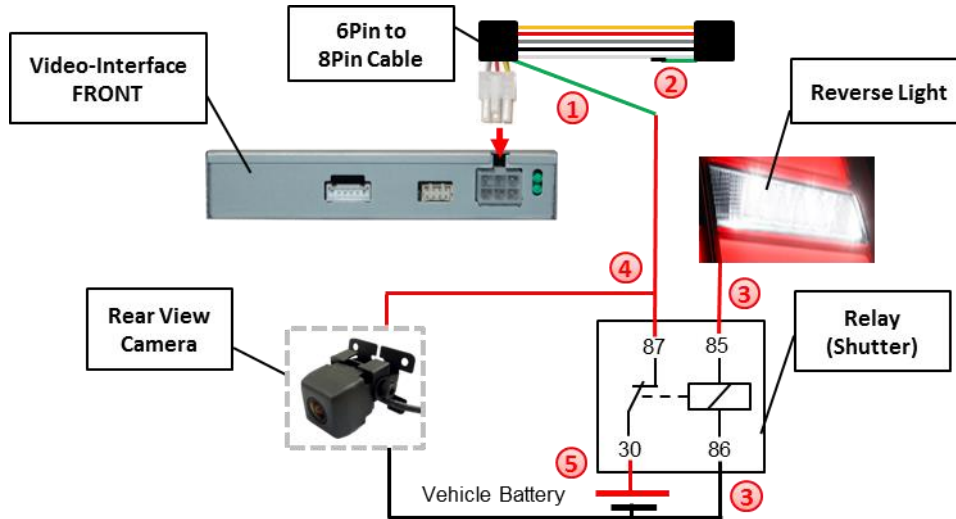 6Pin to
8Pin Cable
Video-Interface
FRONT
1
2
Reverse Light
4
3
Rear View
Camera
87
85
Relay
(Shutter)
30
86
5
3
Vehicle Battery